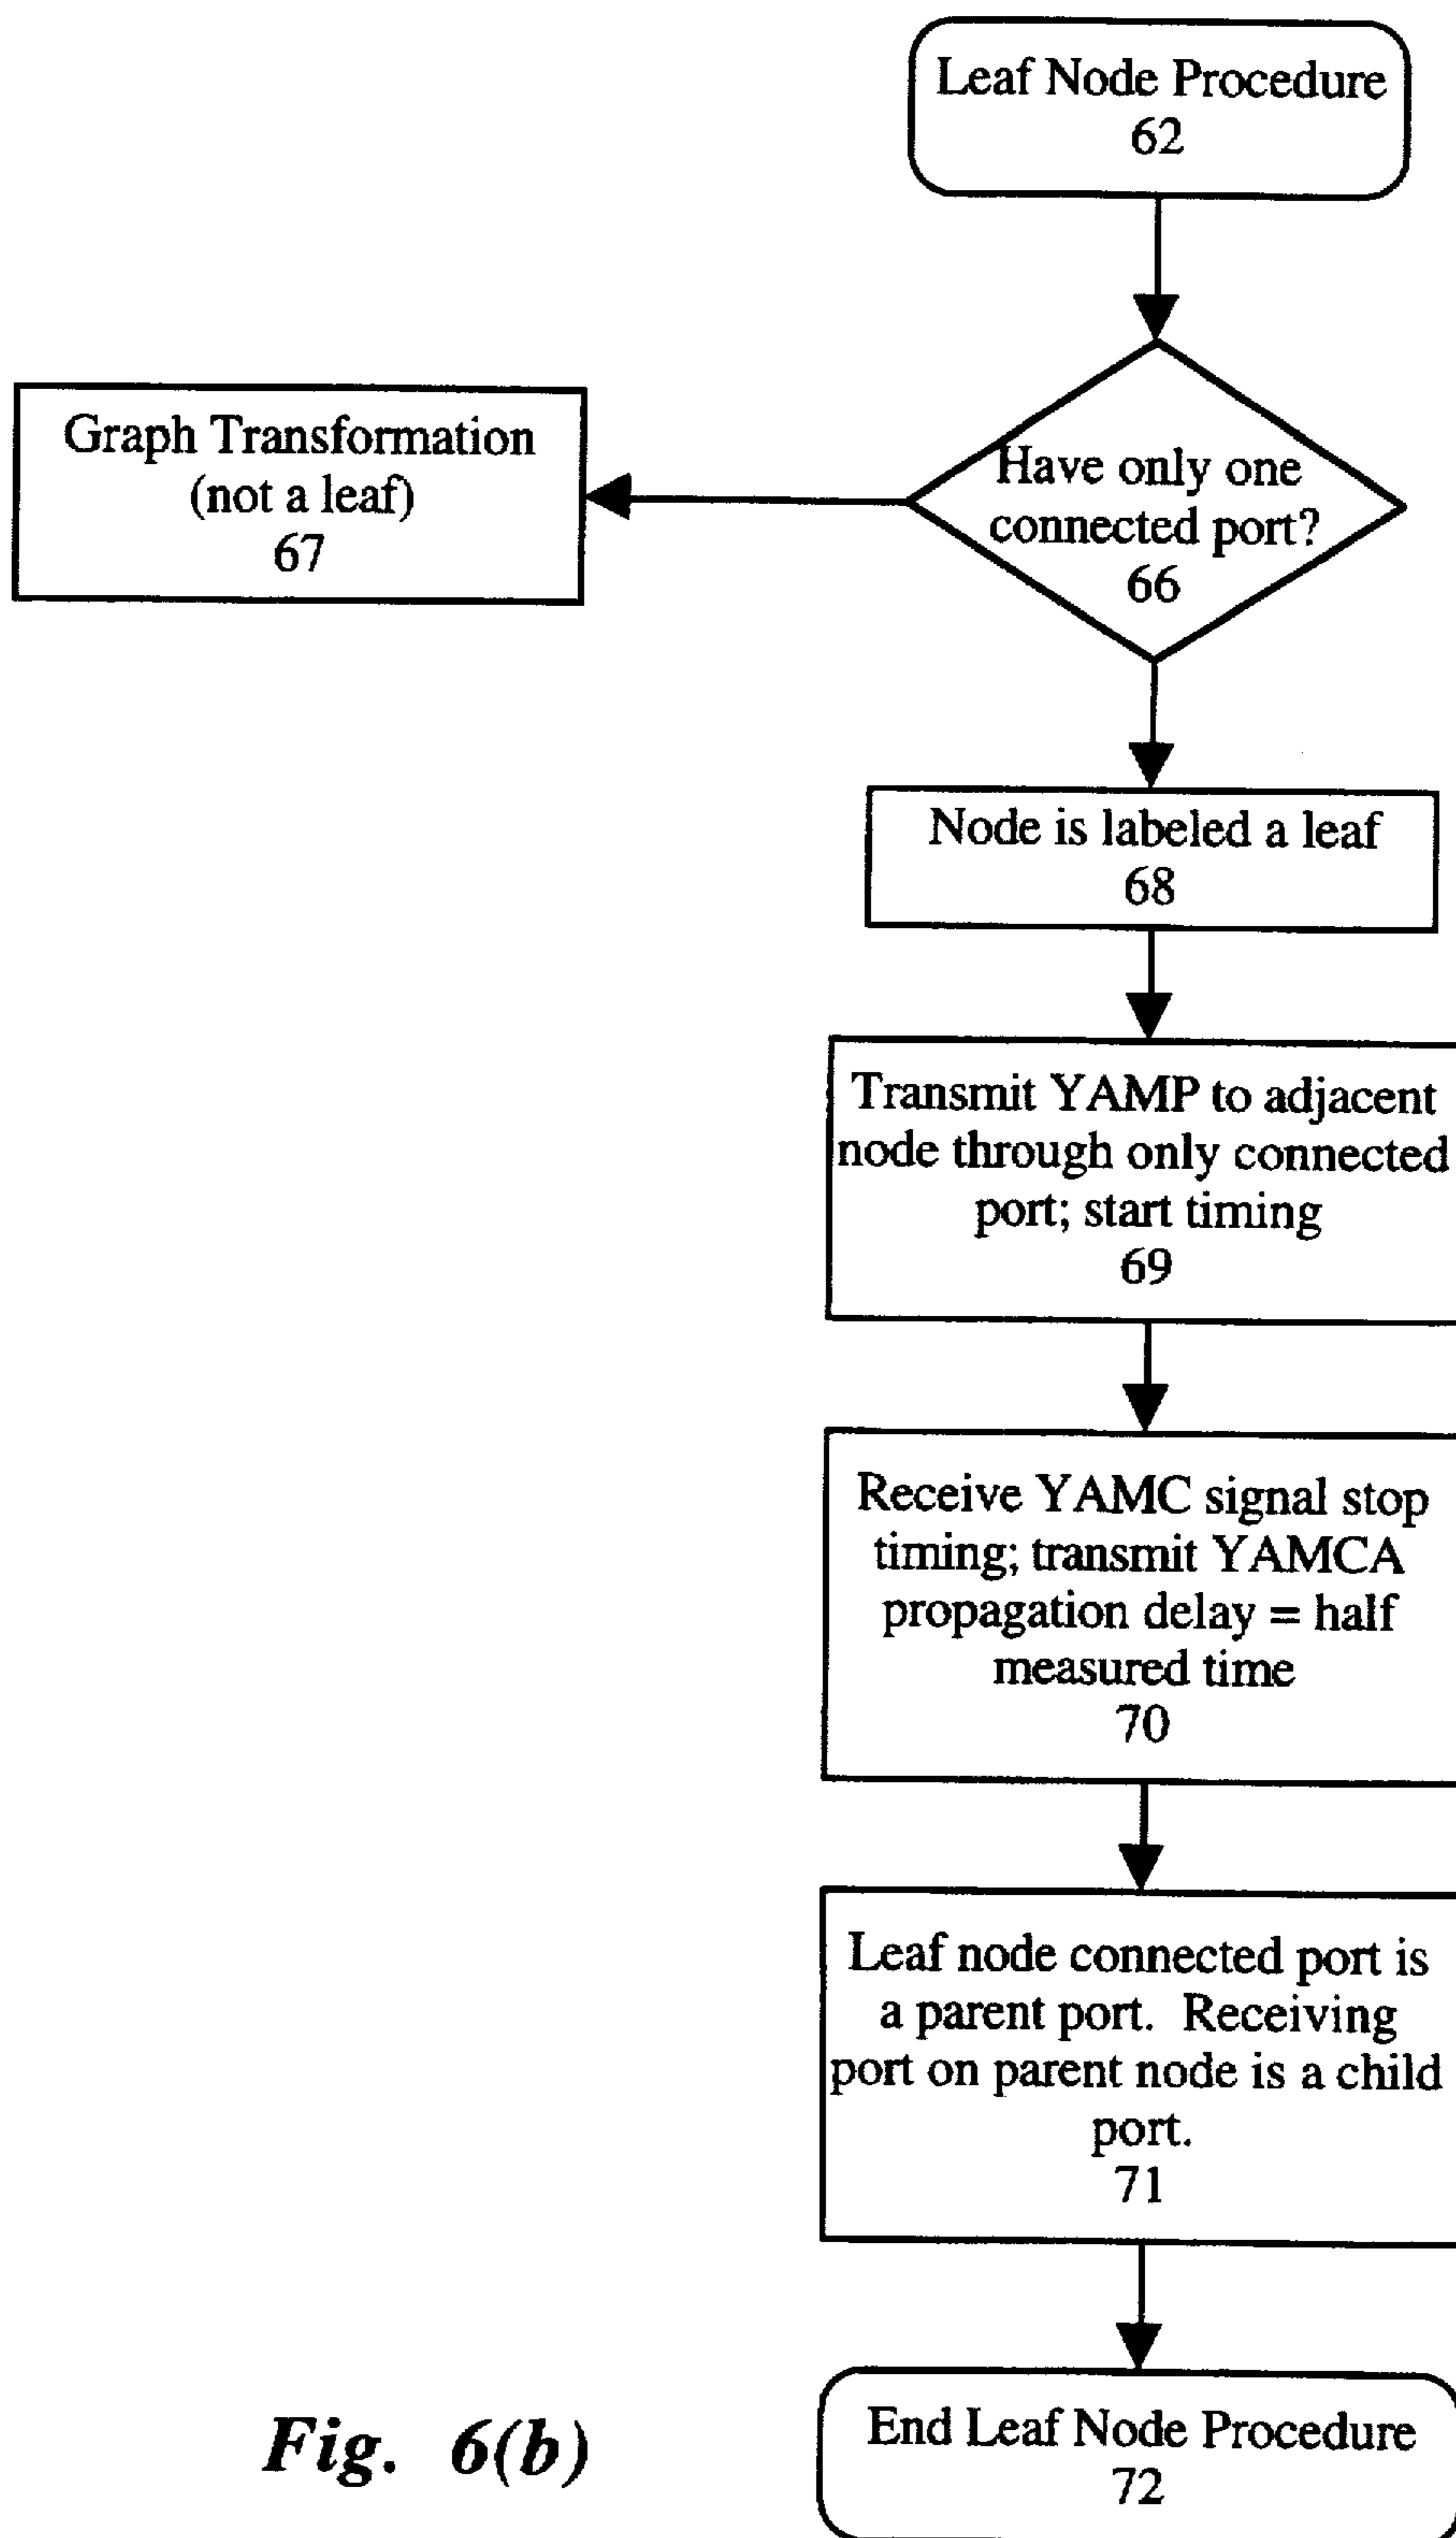 Leaf Node Procedure
62
Graph Transformation
(not a leaf)
67
Have only one
connected port?
66
Node is labeled a leaf
68
Transmit YAMP to adjacent
node through only connected
port; start timing
69
Receive YAMC signal stop
timing; transmit YAMCA
propagation delay = half
measured time
70
Leaf node connected port is
a parent port. Receiving
port on parent node is a child
port.
71
End Leaf Node Procedure
72
Fig. 6(b)